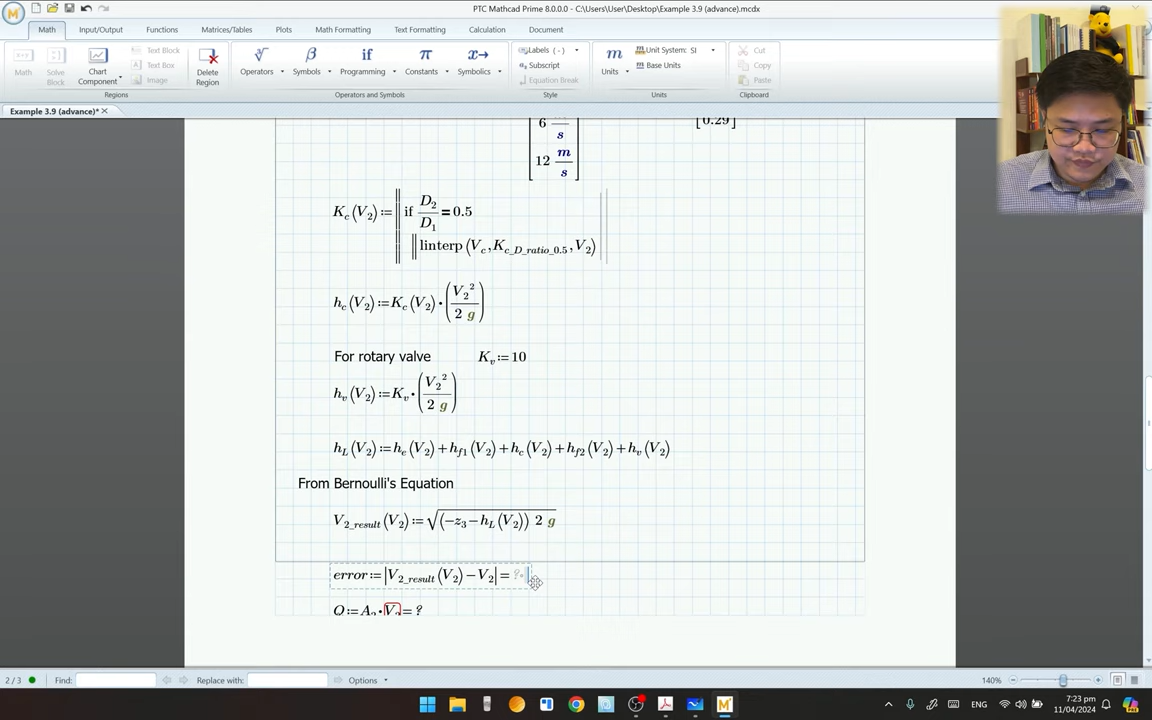 PTC Mathcad Prime 8.0.0.0 - C:\Users\User\Desktop\Example 3.9 (advance).mcdx
Math Input/Output Functions Matrices/Tables Plots Math Formatting Text Formatting Calculation Document
Math Solve Block Chart Component Text Block Text Box Image Delete Region
Operators Symbols Programming Constants Symbolics
Labels ( - ) Subscript Equation Break
Units Unit System: SI Base Units
Cut Copy Paste
Regions Operators and Symbols Style Units Clipboard
Example 3.9 (advance)*
6 m/s [0.29]
12 m/s
K_c(V_2):= if D_2/D_1 = 0.5
linterp(V_c, K_c_D_ratio_0.5, V_2)
h_c(V_2):=K_c(V_2)·(V_2^2/2 g)
For rotary valve K_v:=10
h_v(V_2):=K_v·(V_2^2/2 g)
h_L(V_2):=h_e(V_2)+h_f1(V_2)+h_c(V_2)+h_f2(V_2)+h_v(V_2)
From Bernoulli's Equation
V_2_result(V_2):=√((-z_3-h_L(V_2)) 2 g)
error:=|V_2_result(V_2)-V_2|=?
Q:=A_2·V_2=?
2 / 3 Find: Replace with: Options 140%
ENG 7:23 pm
11/04/2024